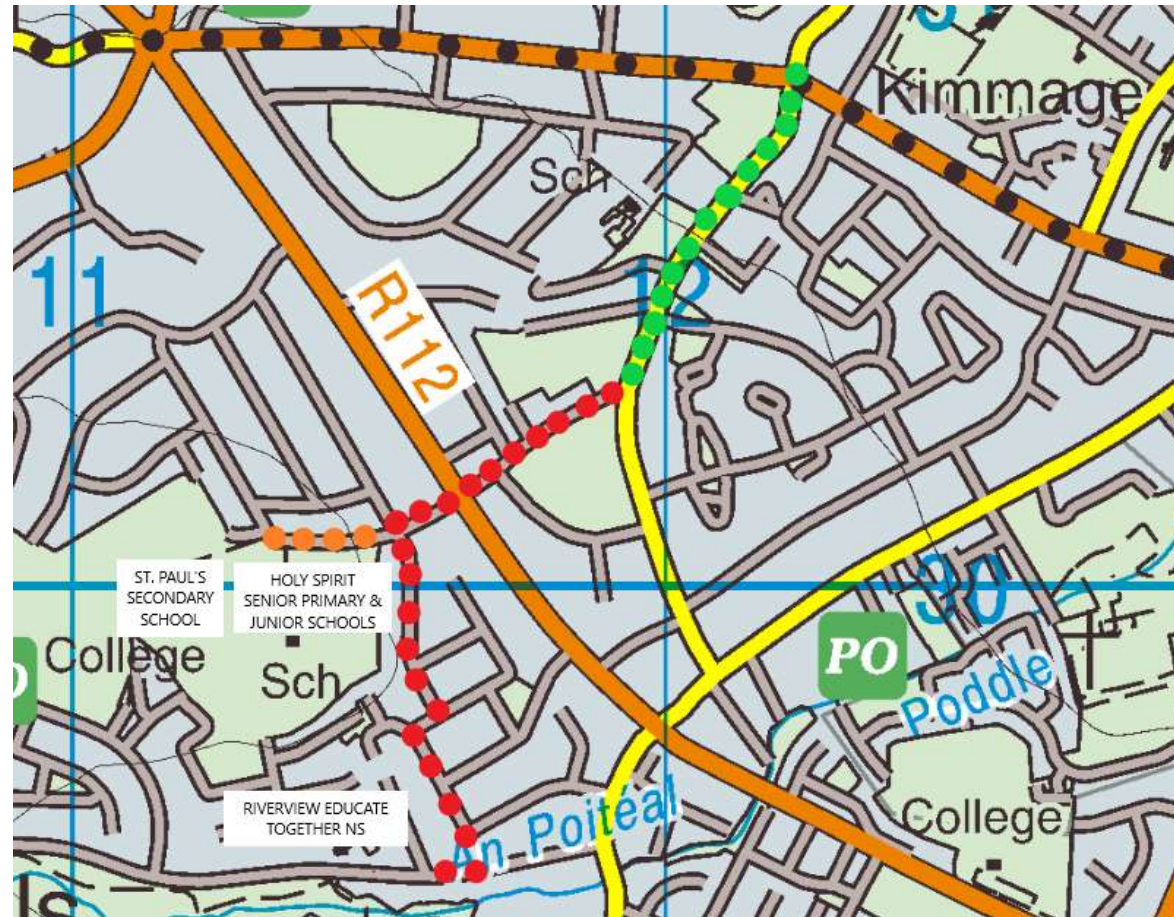 Kimmage
Sch
11
12
R112
ST. PAUL'S
SECONDARY
SCHOOL
HOLY SPIRIT
SENIOR PRIMARY &
JUNIOR SCHOOLS
30
College
Sch
PO
Poddle
RIVERVIEW EDUCATE
TOGETHER NS
An Poitéal
College